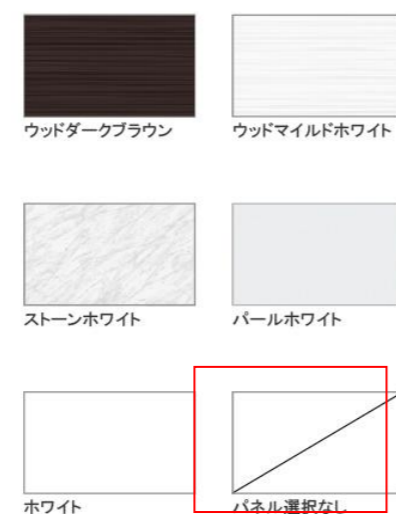 ウッドダークブラウン
ウッドマイルドホワイト
ストーンホワイト
パールホワイト
ホワイト
パネル選択なし